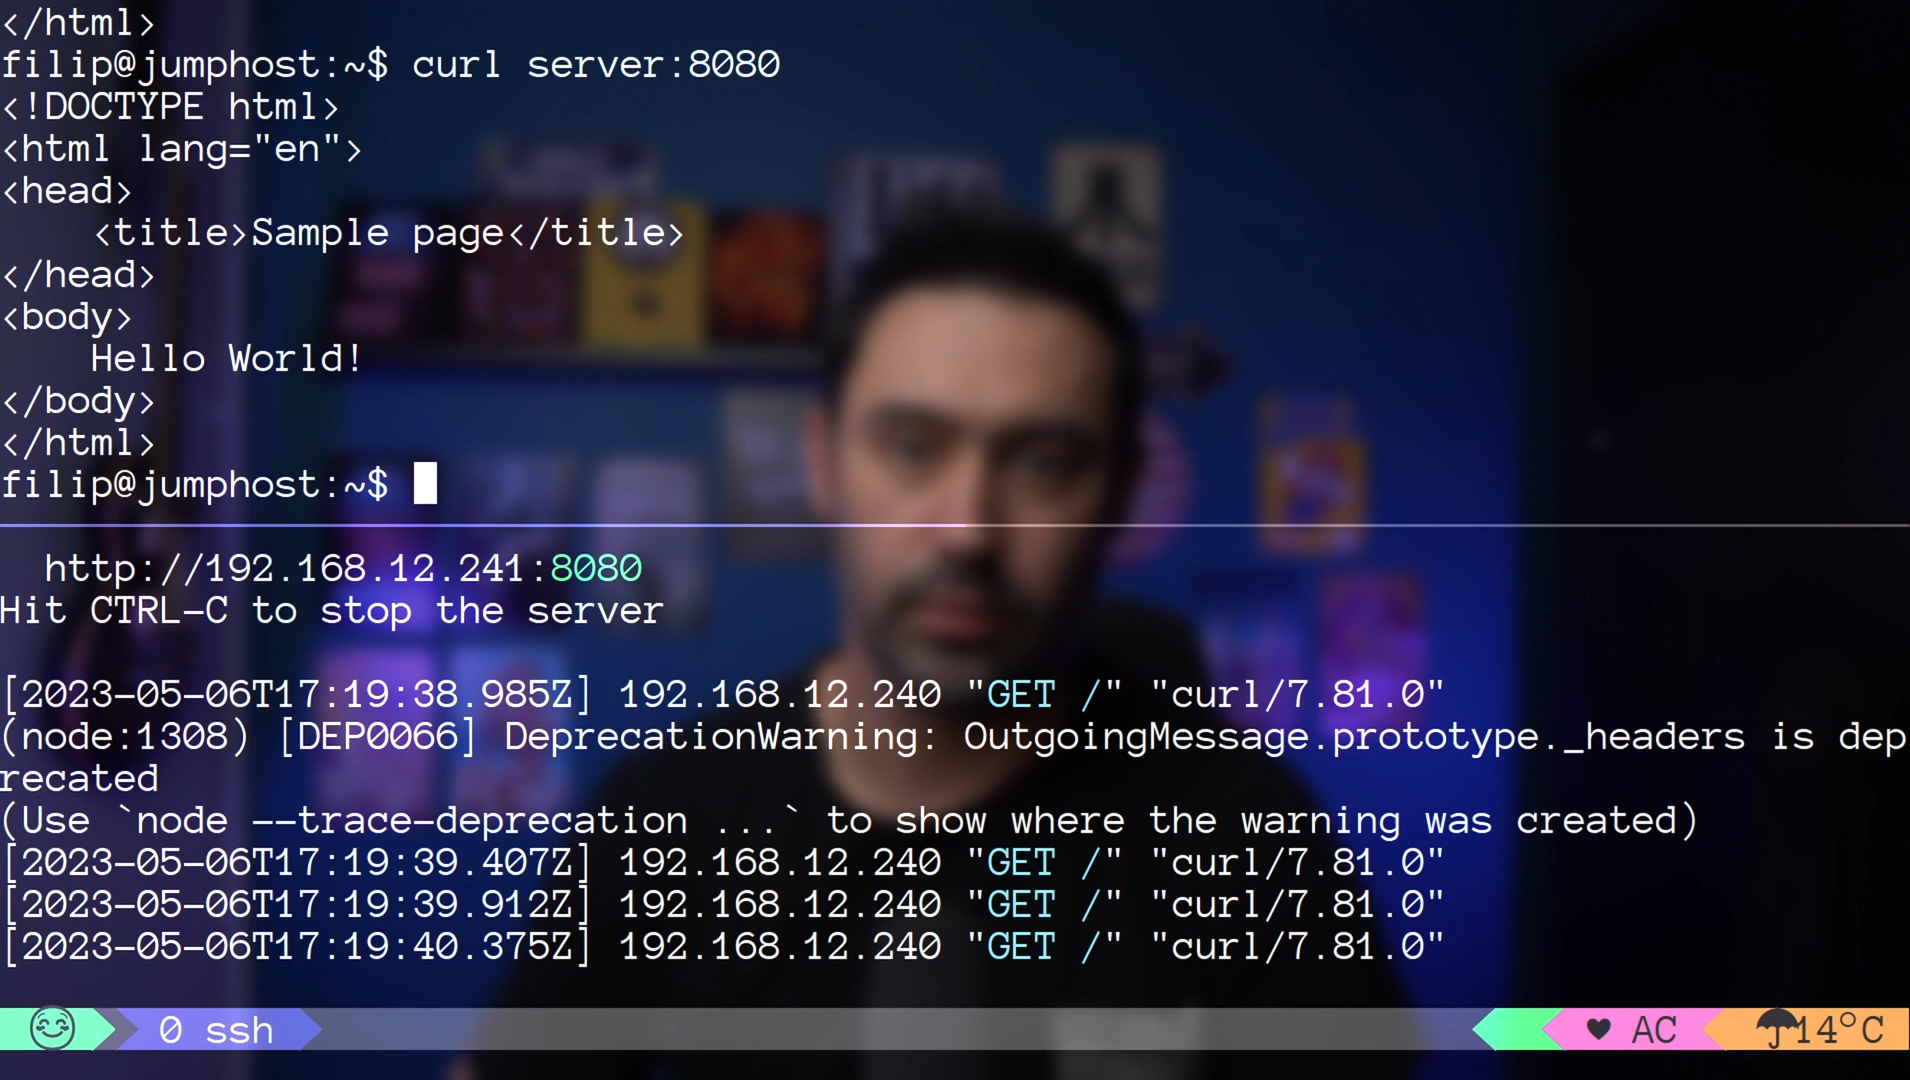 </html>
filip@jumphost:~$ curl server:8080
<!DOCTYPE html>
<html lang="en">
<head>
    <title>Sample page</title>
</head>
<body>
    Hello World!
</body>
</html>
filip@jumphost:~$
  http://192.168.12.241:8080
Hit CTRL-C to stop the server
[2023-05-06T17:19:38.985Z] 192.168.12.240 "GET /" "curl/7.81.0"
(node:1308) [DEP0066] DeprecationWarning: OutgoingMessage.prototype._headers is dep
recated
(Use `node --trace-deprecation ...` to show where the warning was created)
[2023-05-06T17:19:39.407Z] 192.168.12.240 "GET /" "curl/7.81.0"
[2023-05-06T17:19:39.912Z] 192.168.12.240 "GET /" "curl/7.81.0"
[2023-05-06T17:19:40.375Z] 192.168.12.240 "GET /" "curl/7.81.0"
0 ssh ♥ AC ☂14°C